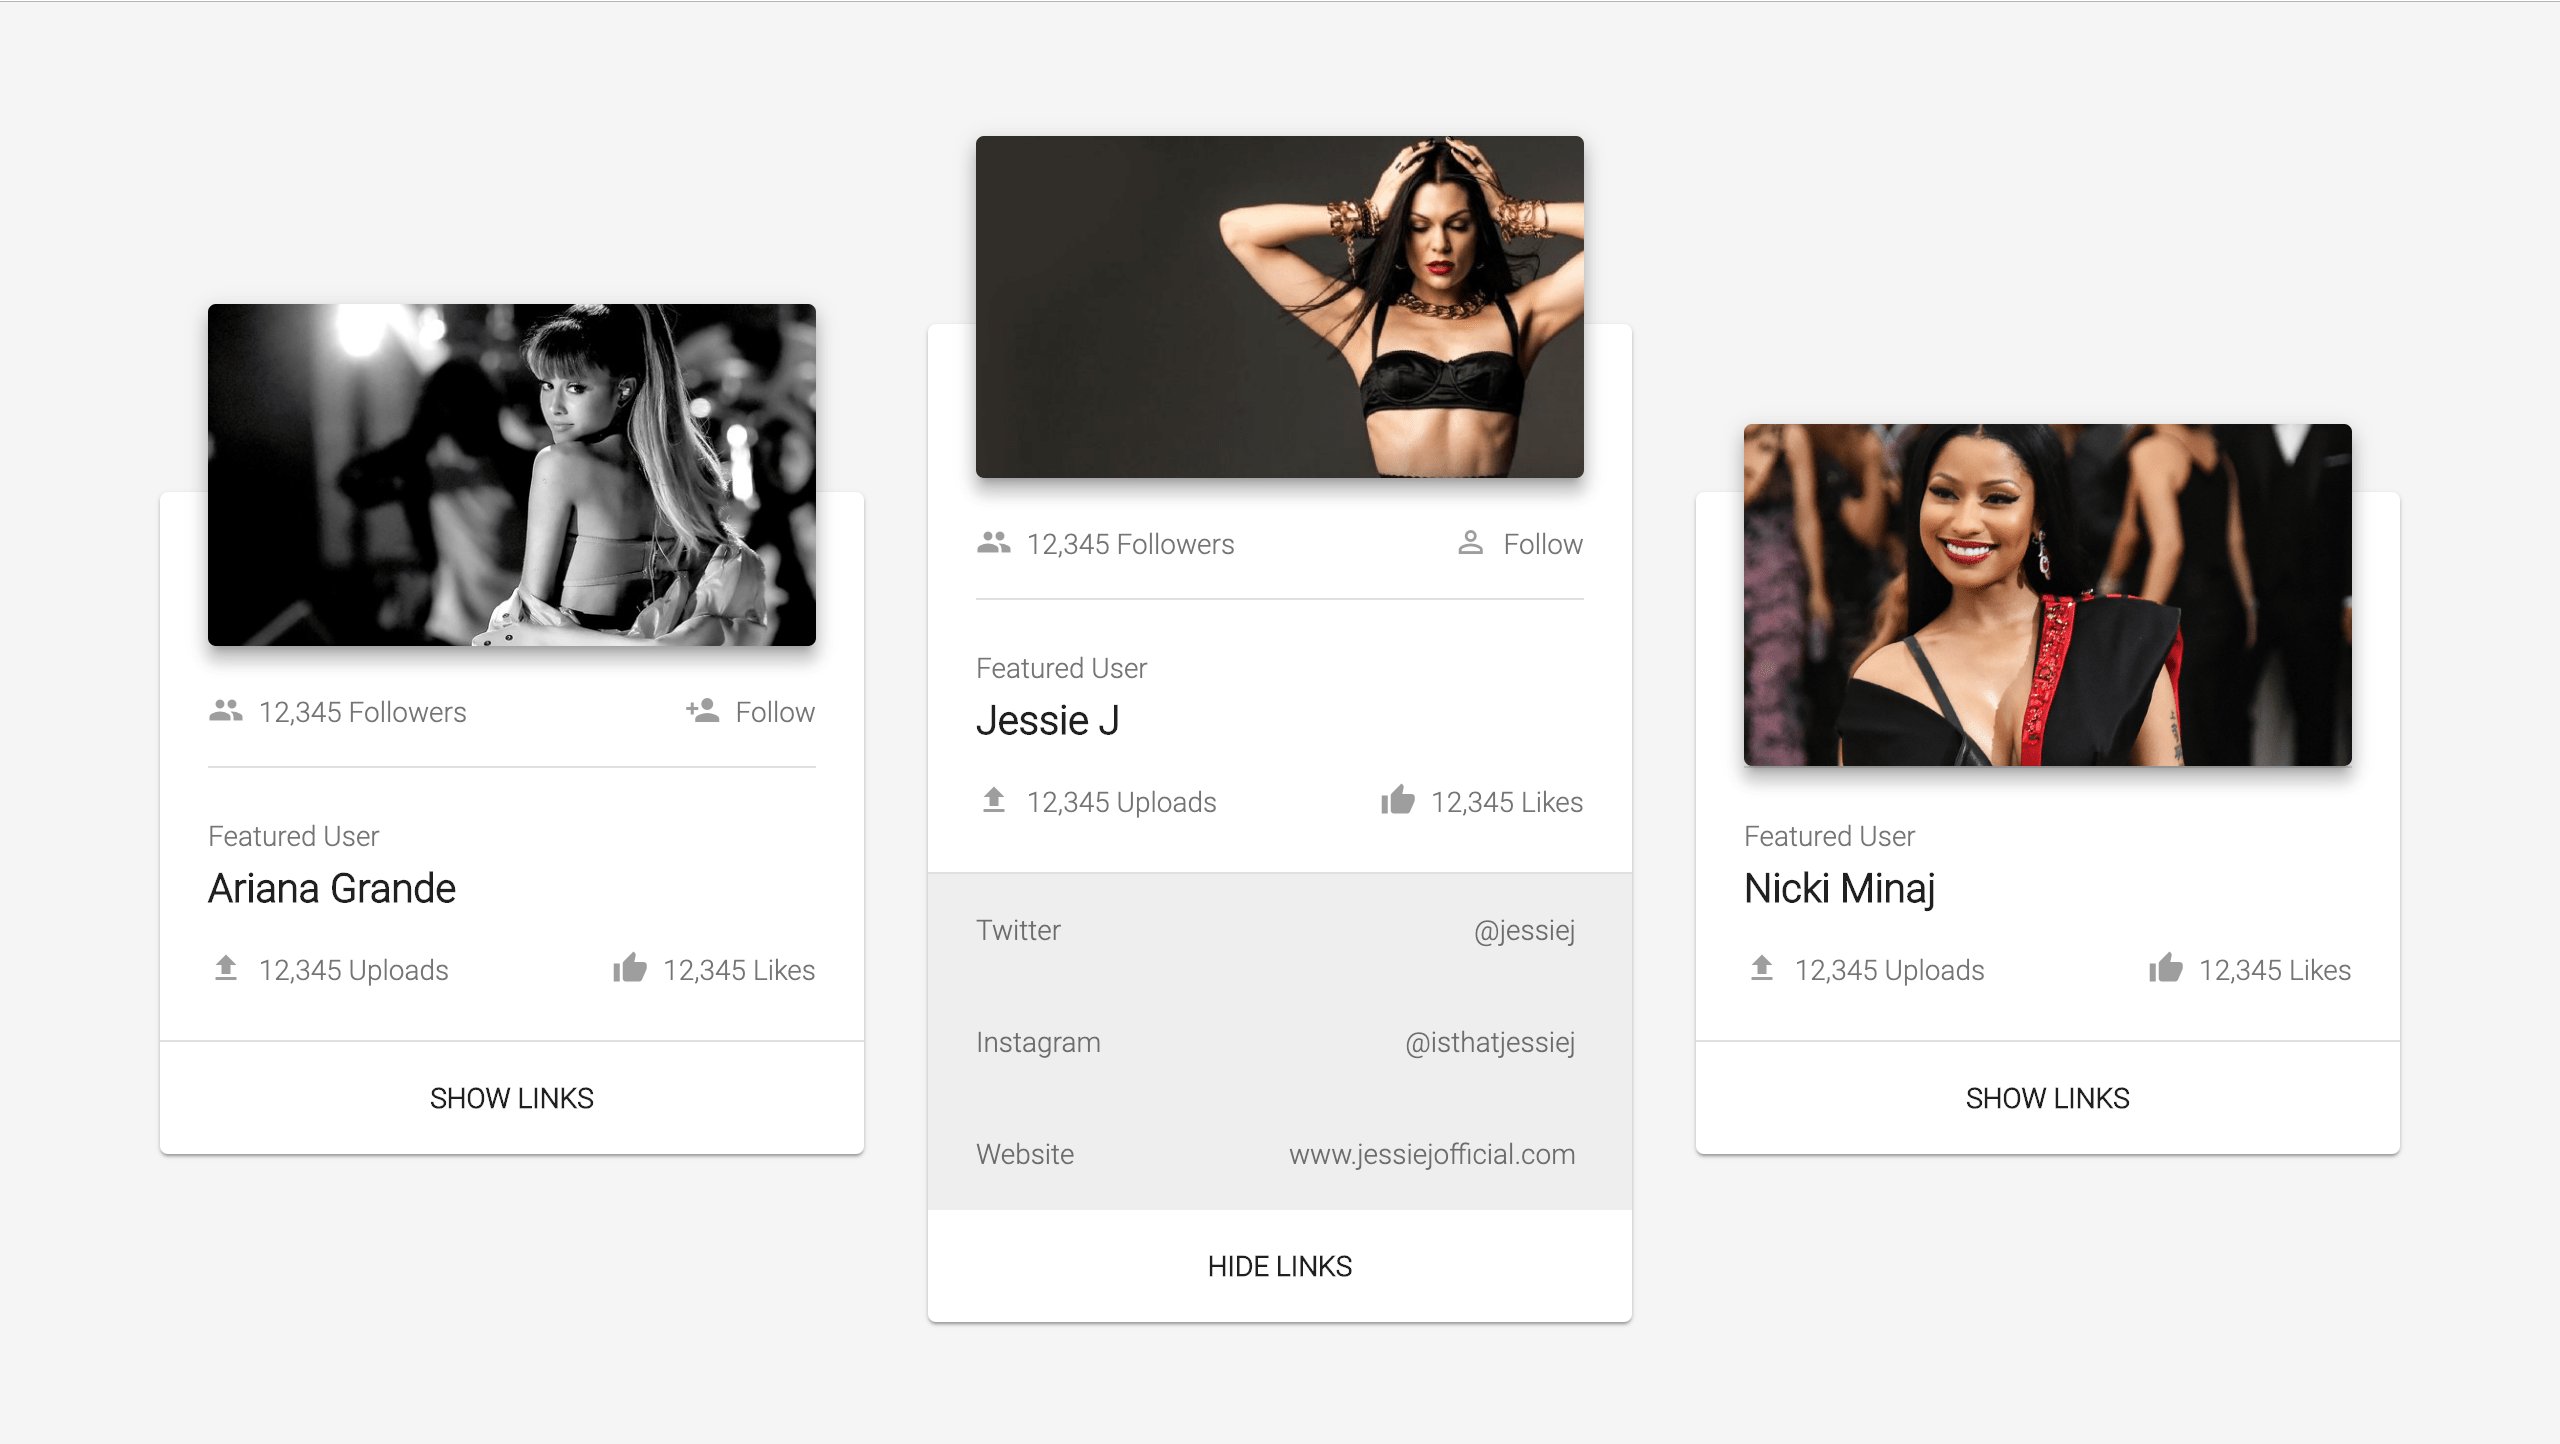 12,345 Followers Follow
Featured User
Ariana Grande
12,345 Uploads 12,345 Likes
SHOW LINKS
12,345 Followers Follow
Featured User
Jessie J
12,345 Uploads 12,345 Likes
Twitter @jessiej
Instagram @isthatjessiej
Website www.jessiejofficial.com
HIDE LINKS
Featured User
Nicki Minaj
12,345 Uploads 12,345 Likes
SHOW LINKS